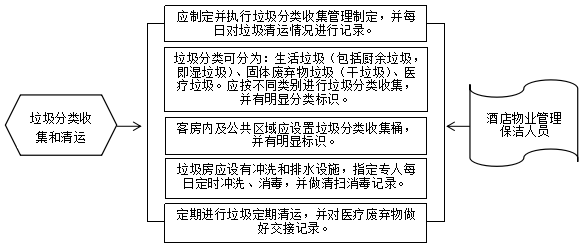 应制定并执行垃圾分类收集管理制定，并每
日对垃圾清运情况进行记录。
垃圾分类可分为：生活垃圾（包括厨余垃圾，
即湿垃圾）、固体废弃物垃圾（干垃圾）、医
疗垃圾。应按不同类别进行垃圾分类收集，
并有明显分类标识。
垃圾分类收
集和清运
客房内及公共区域应设置垃圾分类收集桶，
并有明显标识。
酒店物业管理
保洁人员
垃圾房应设有冲洗和排水设施，指定专人每
日定时冲洗、消毒，并做清扫消毒记录。
定期进行垃圾定期清运，并对医疗废弃物做
好交接记录。